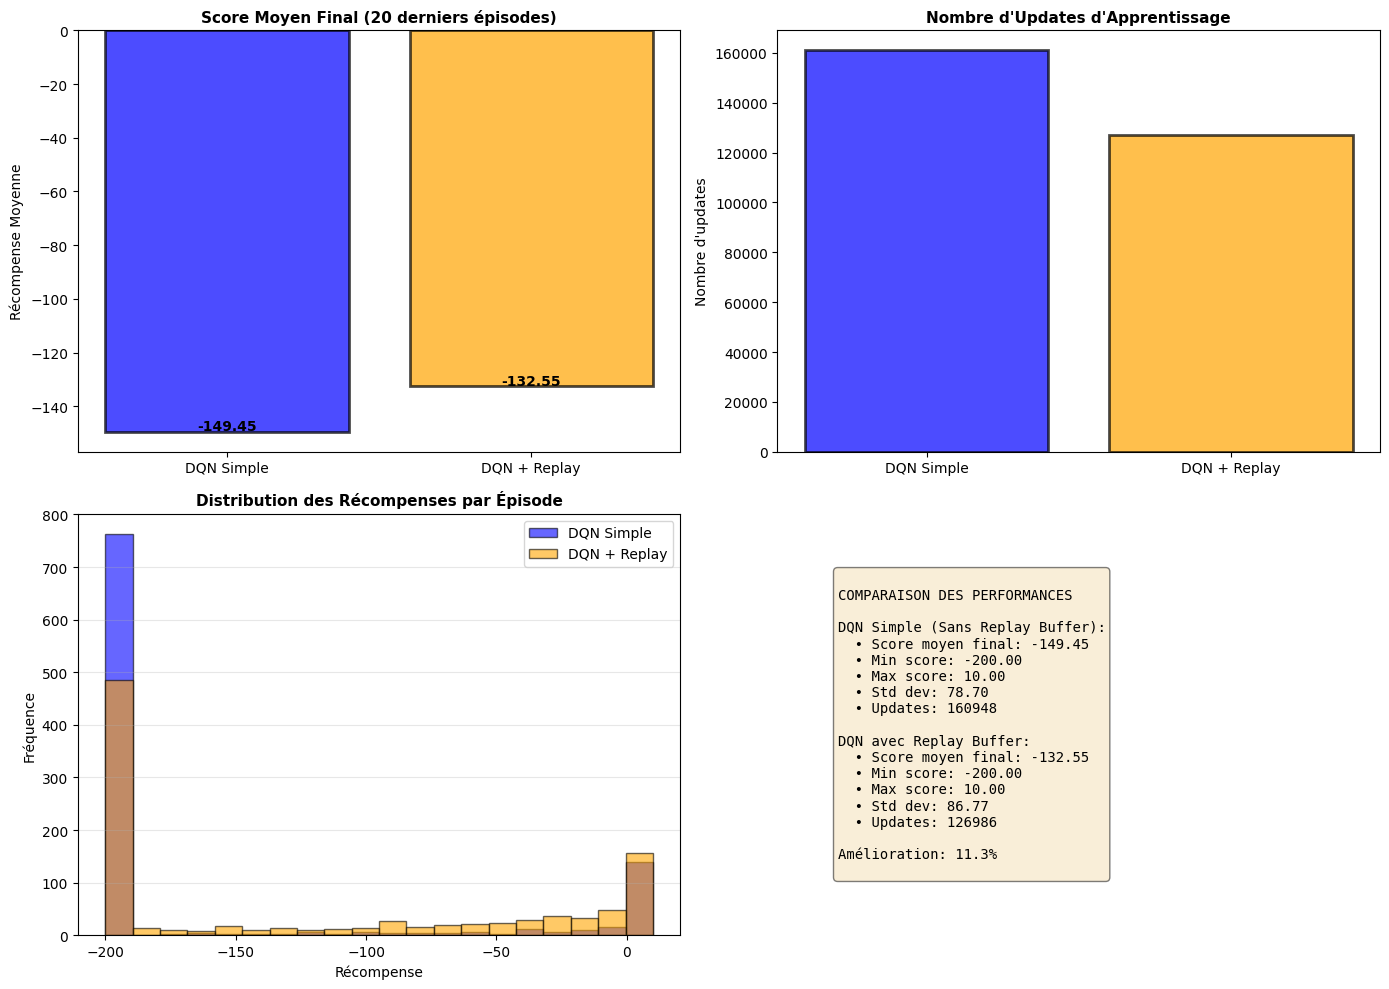 Score Moyen Final (20 derniers épisodes)
Récompense Moyenne
0
−20
−40
−60
−80
−100
−120
−140
-149.45
-132.55
DQN Simple
DQN + Replay
Nombre d'Updates d'Apprentissage
Nombre d'updates
160000
140000
120000
100000
80000
60000
40000
20000
0
DQN Simple
DQN + Replay
Distribution des Récompenses par Épisode
Fréquence
800
700
600
500
400
300
200
100
0
DQN Simple
DQN + Replay
−200
−150
−100
−50
0
Récompense
COMPARAISON DES PERFORMANCES
DQN Simple (Sans Replay Buffer):
• Score moyen final: -149.45
• Min score: -200.00
• Max score: 10.00
• Std dev: 78.70
• Updates: 160948
DQN avec Replay Buffer:
• Score moyen final: -132.55
• Min score: -200.00
• Max score: 10.00
• Std dev: 86.77
• Updates: 126986
Amélioration: 11.3%